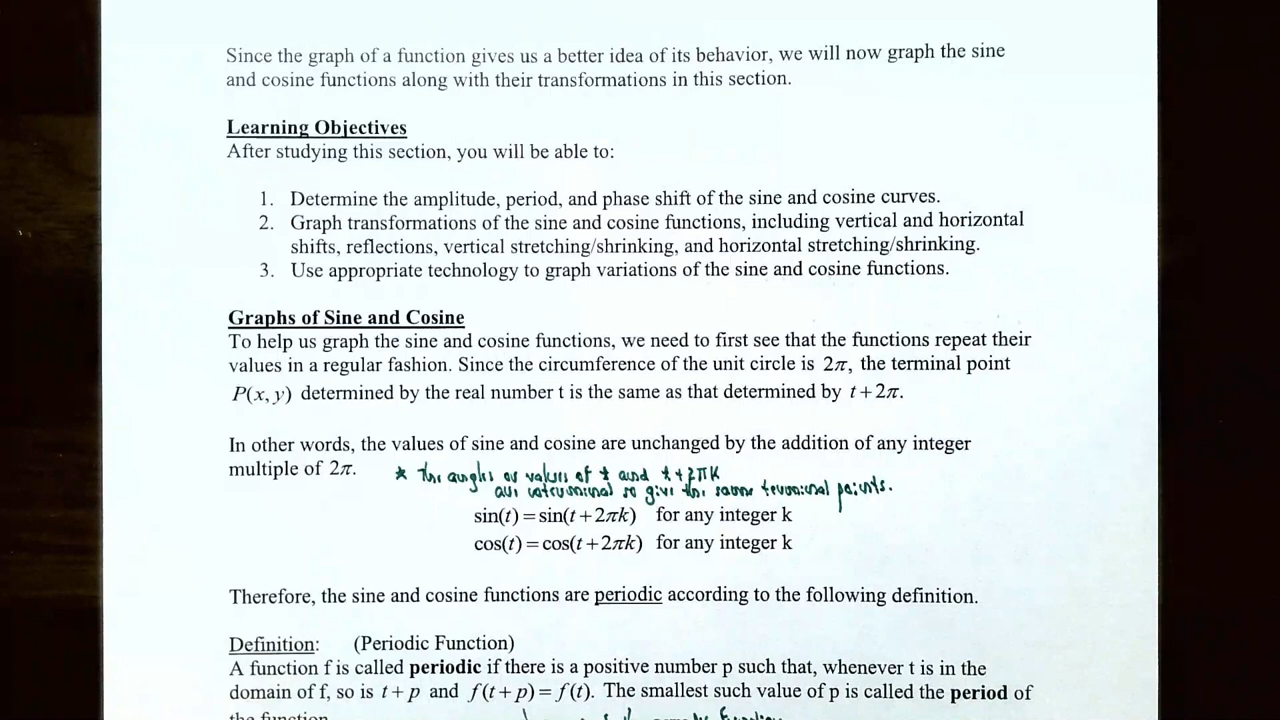 Since the graph of a function gives us a better idea of its behavior, we will now graph the sine
and cosine functions along with their transformations in this section.
Learning Objectives
After studying this section, you will be able to:
1. Determine the amplitude, period, and phase shift of the sine and cosine curves.
2. Graph transformations of the sine and cosine functions, including vertical and horizontal
shifts, reflections, vertical stretching/shrinking, and horizontal stretching/shrinking.
3. Use appropriate technology to graph variations of the sine and cosine functions.
Graphs of Sine and Cosine
To help us graph the sine and cosine functions, we need to first see that the functions repeat their
values in a regular fashion. Since the circumference of the unit circle is 2π, the terminal point
P(x, y) determined by the real number t is the same as that determined by t + 2π.
In other words, the values of sine and cosine are unchanged by the addition of any integer
multiple of 2π.
* The angles or values of t and t+2πk
are coterminal so give the same terminal points.
sin(t) = sin(t + 2πk) for any integer k
cos(t) = cos(t + 2πk) for any integer k
Therefore, the sine and cosine functions are periodic according to the following definition.
Definition: (Periodic Function)
A function f is called periodic if there is a positive number p such that, whenever t is in the
domain of f, so is t + p and f(t + p) = f(t). The smallest such value of p is called the period of
the function.